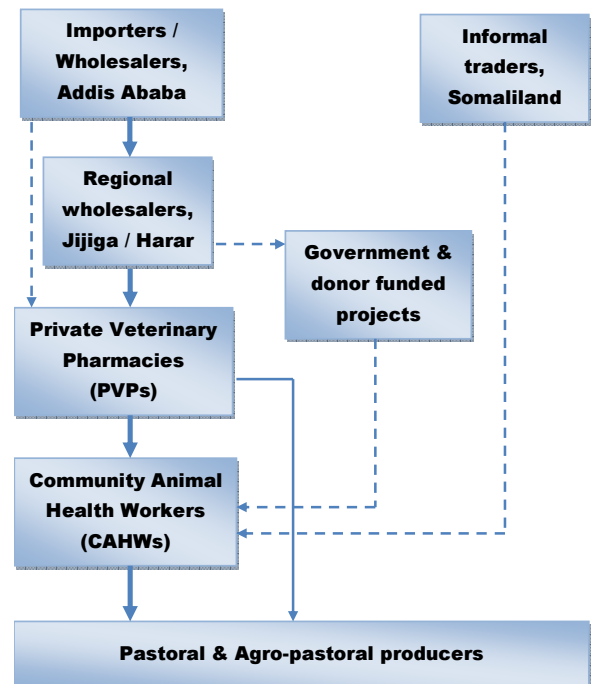 Importers /
Wholesalers,
Addis Ababa
Informal
traders,
Somaliland
Regional
wholesalers,
Jijiga / Harar
Government &
donor funded
projects
Private Veterinary
Pharmacies
(PVPs)
Community Animal
Health Workers
(CAHWs)
Pastoral & Agro-pastoral producers